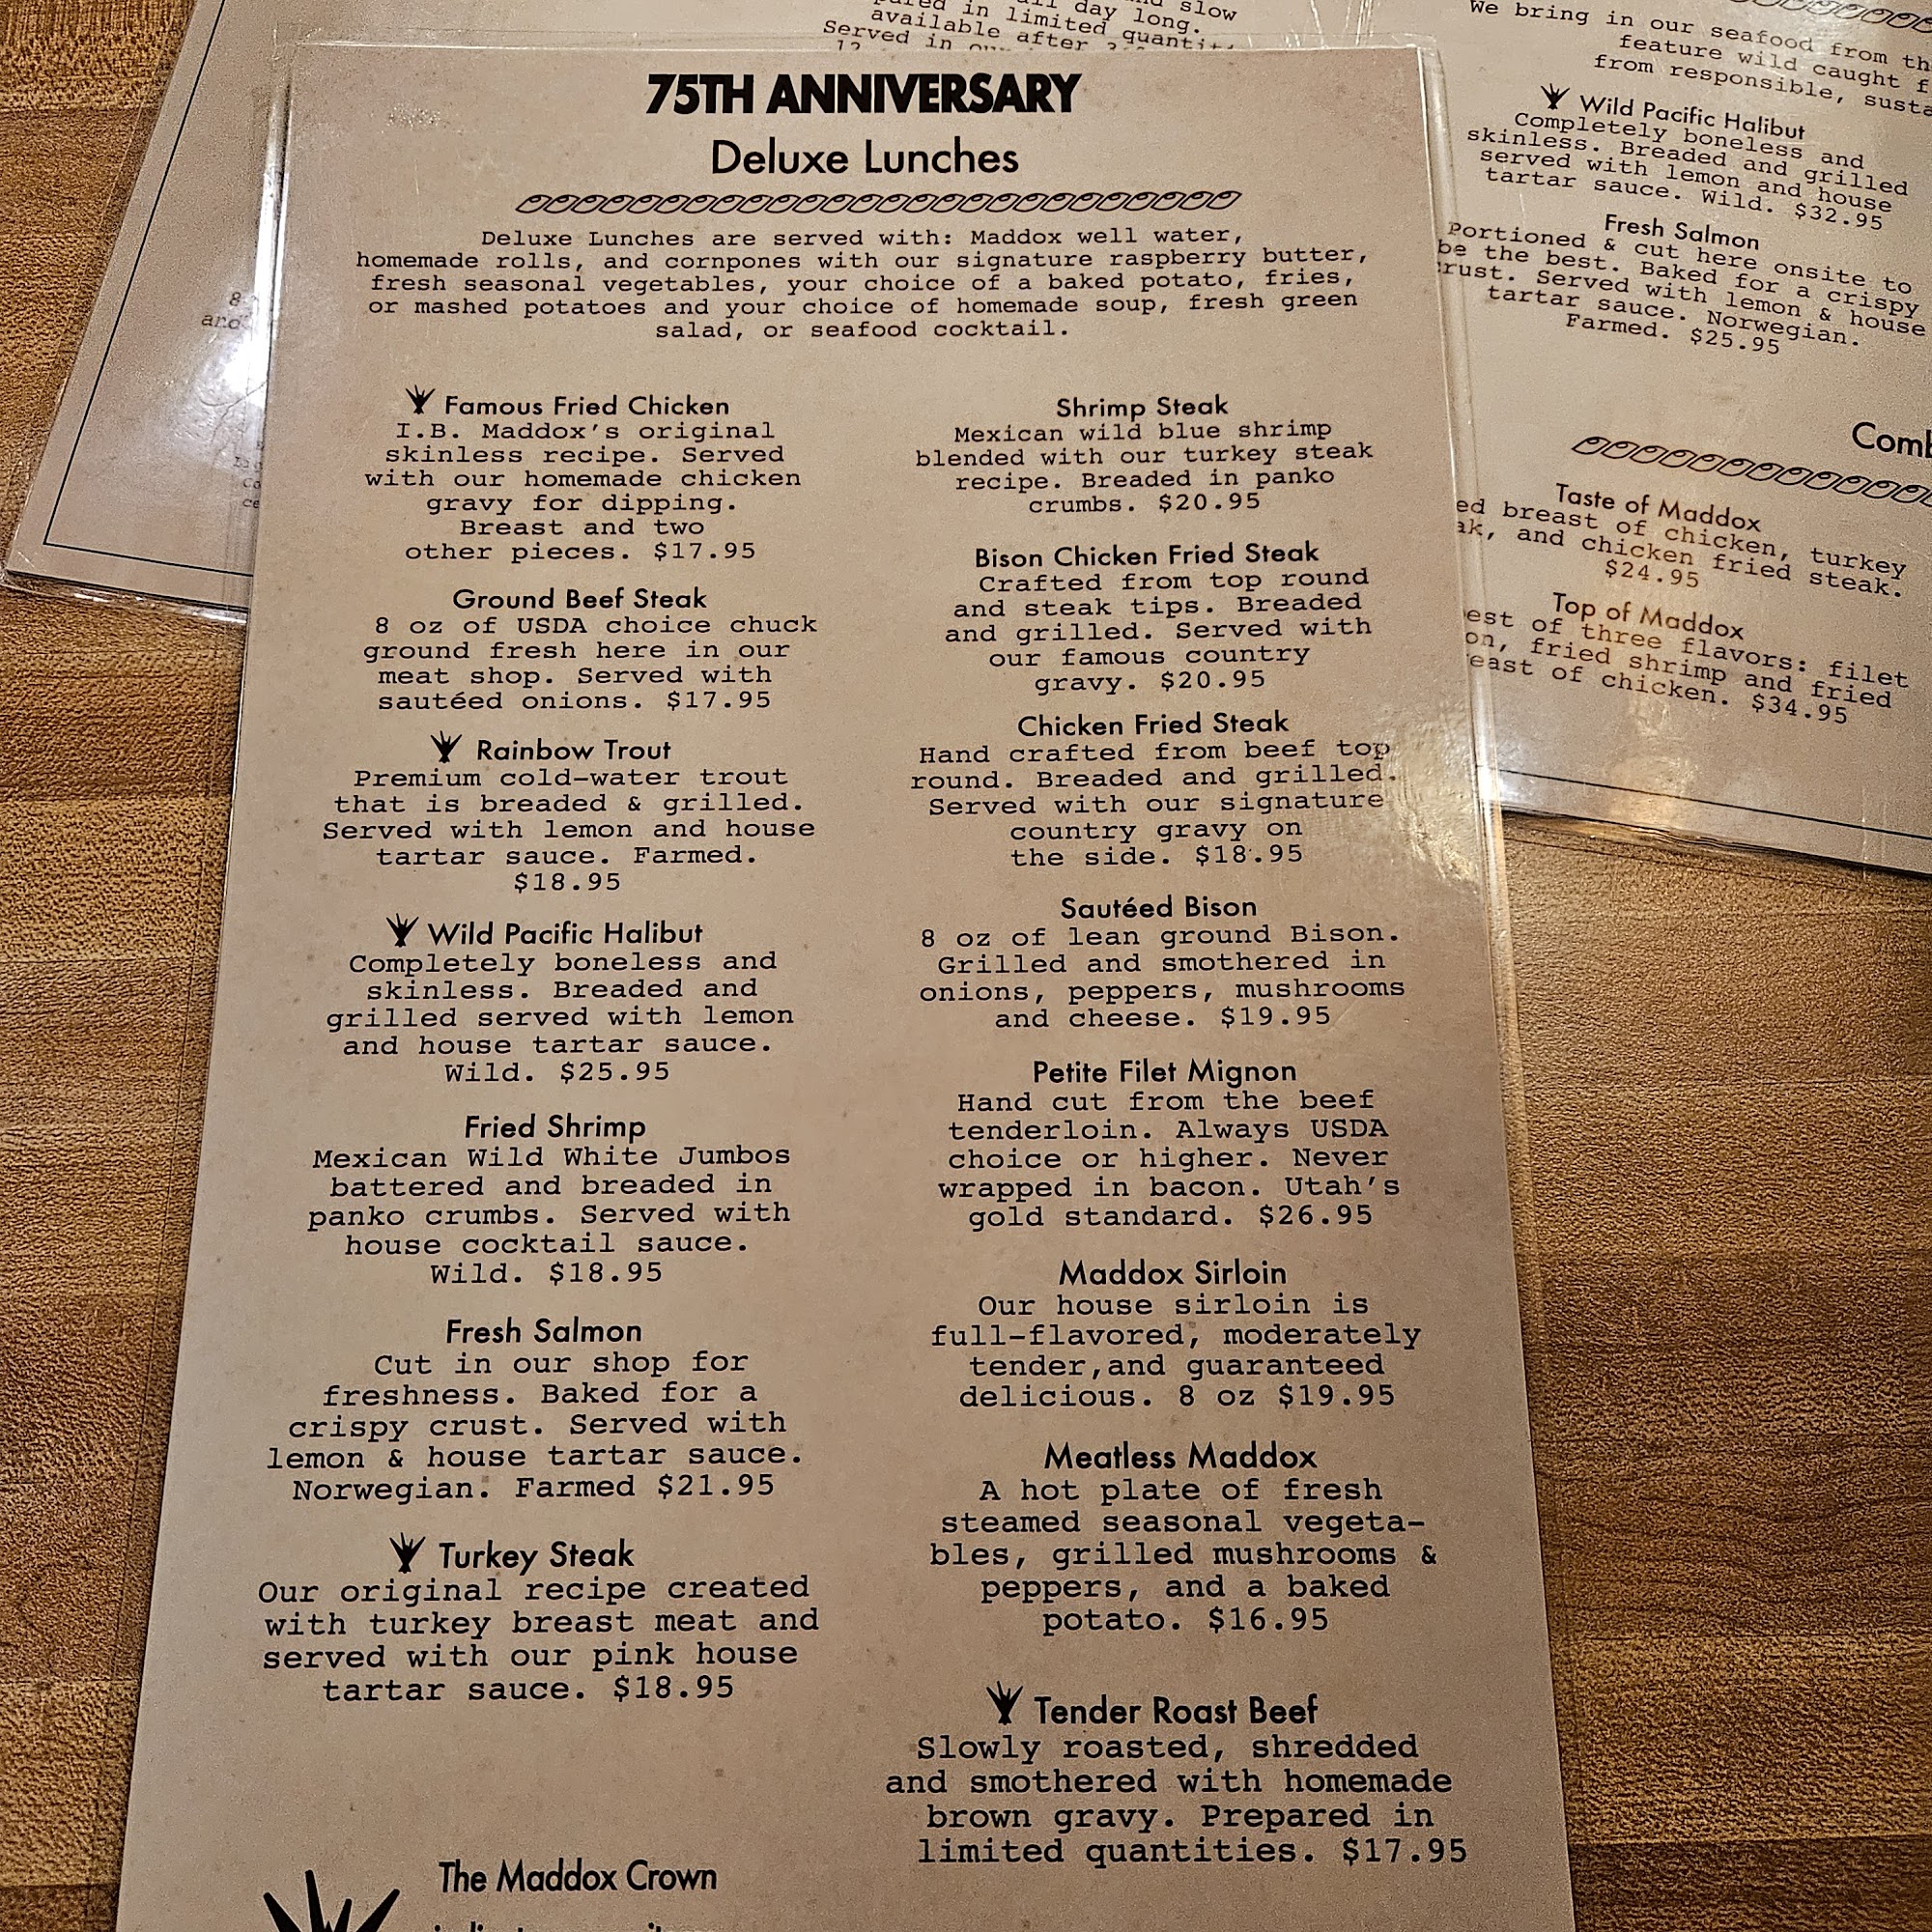 slow
all day long.
in limited
available after
Served in
75TH ANNIVERSARY
Deluxe Lunches
Deluxe Lunches are served with: Maddox well water,
homemade rolls, and cornpones with our signature raspberry butter,
fresh seasonal vegetables, your choice of a baked potato, fries,
or mashed potatoes and your choice of homemade soup, fresh green
salad, or seafood cocktail.
Famous Fried Chicken
I.B. Maddox's original
skinless recipe. Served
with our homemade chicken
gravy for dipping.
Breast and two
other pieces. $17.95
Ground Beef Steak
8 oz of USDA choice chuck
ground fresh here in our
meat shop. Served with
sautéed onions. $17.95
Rainbow Trout
Premium cold-water trout
that is breaded & grilled.
Served with lemon and house
tartar sauce. Farmed.
$18.95
Wild Pacific Halibut
Completely boneless and
skinless. Breaded and
grilled served with lemon
and house tartar sauce.
Wild. $25.95
Fried Shrimp
Mexican Wild White Jumbos
battered and breaded in
panko crumbs. Served with
house cocktail sauce.
Wild. $18.95
Fresh Salmon
Cut in our shop for
freshness. Baked for a
crispy crust. Served with
lemon & house tartar sauce.
Norwegian. Farmed $21.95
Turkey Steak
Our original recipe created
with turkey breast meat and
served with our pink house
tartar sauce. $18.95
The Maddox Crown
Shrimp Steak
Mexican wild blue shrimp
blended with our turkey steak
recipe. Breaded in panko
crumbs. $20.95
Bison Chicken Fried Steak
Crafted from top round
and steak tips. Breaded
and grilled. Served with
our famous country
gravy. $20.95
Chicken Fried Steak
Hand crafted from beef top
round. Breaded and grilled.
Served with our signature
country gravy on
the side. $18.95
Sautéed Bison
8 oz of lean ground Bison.
Grilled and smothered in
onions, peppers, mushrooms
and cheese. $19.95
Petite Filet Mignon
Hand cut from the beef
tenderloin. Always USDA
choice or higher. Never
wrapped in bacon. Utah's
gold standard. $26.95
Maddox Sirloin
Our house sirloin is
full-flavored, moderately
tender,and guaranteed
delicious. 8 oz $19.95
Meatless Maddox
A hot plate of fresh
steamed seasonal vegeta-
bles, grilled mushrooms &
peppers, and a baked
potato. $16.95
Tender Roast Beef
Slowly roasted, shredded
and smothered with homemade
brown gravy. Prepared in
limited quantities. $17.95
We bring in our seafood from
feature wild caught
from responsible,
Wild Pacific Halibut
Completely boneless and
skinless. Breaded and grilled
served with lemon and house
tartar sauce. Wild. $32.95
Fresh Salmon
Portioned & cut here onsite to
be the best. Baked for a crispy
crust. Served with lemon & house
tartar sauce. Norwegian.
Farmed. $25.95
Taste of Maddox
breast of chicken, turkey
and chicken fried steak.
$24.95
Top of Maddox
of three flavors: filet
fried shrimp and fried
of chicken. $34.95